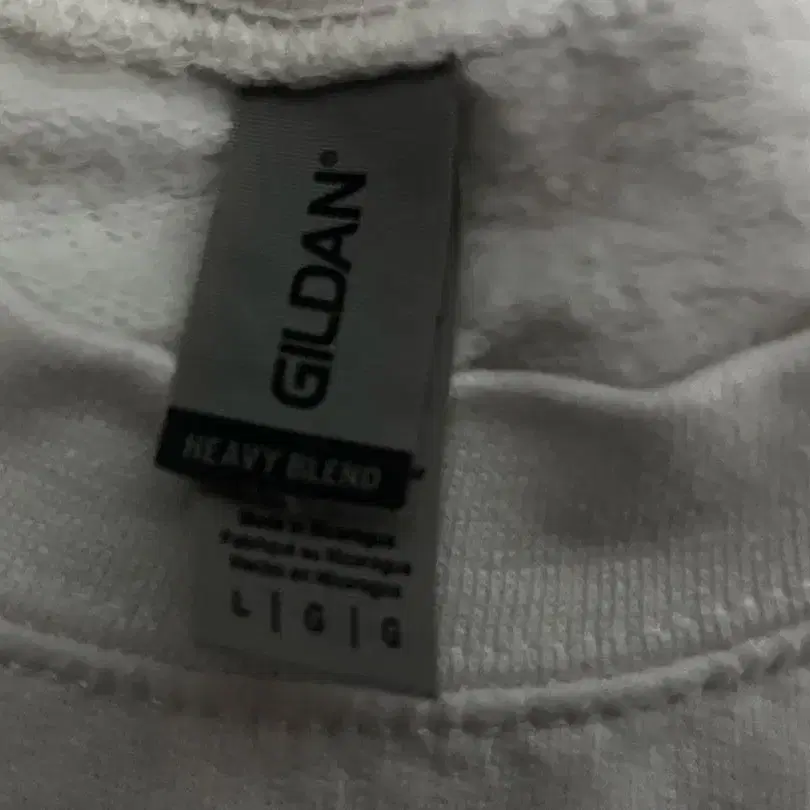 GILDAN®
HEAVY BLEND
Made in Nicaragua
Fabriqué au Nicaragua
Hecho en Nicaragua
L | G | G